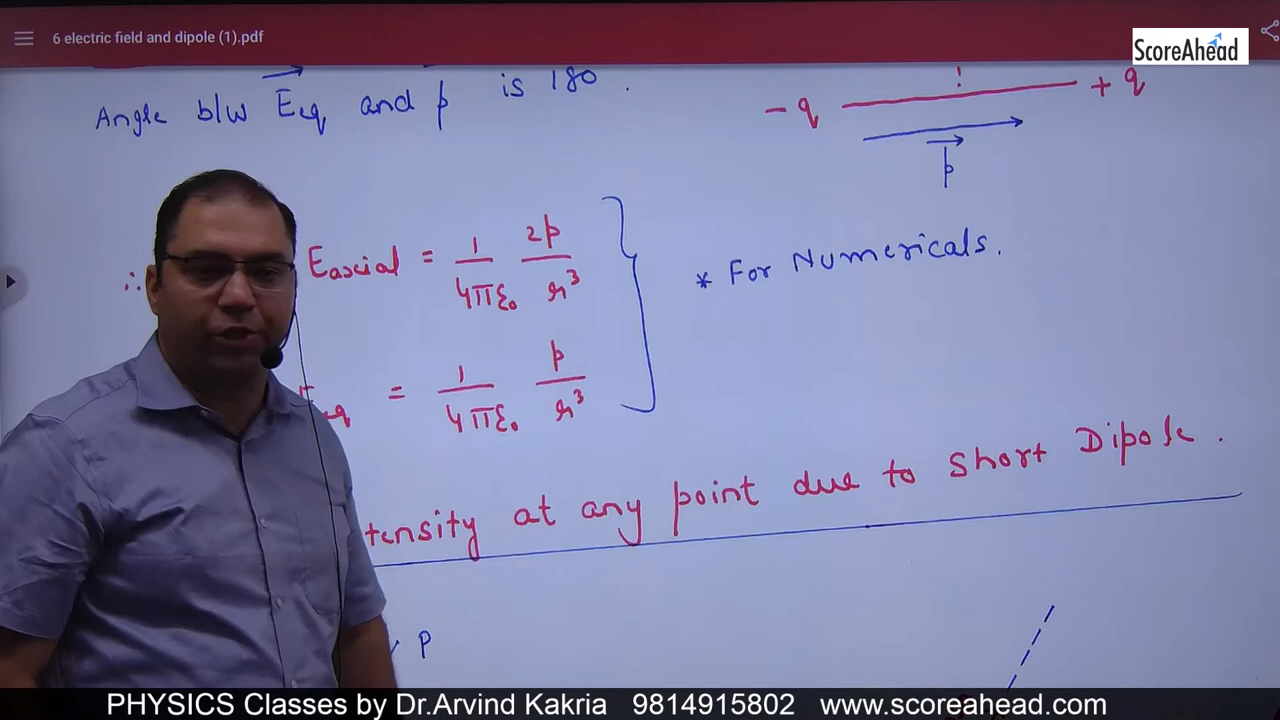 6 electric field and dipole (1).pdf
ScoreAhead
Angle b/w E⃗eq and p⃗ is 180 .
- q + q
p⃗
∴ Eaxial = 1/4πε₀ 2p/r³
* For Numericals.
Eeq = 1/4πε₀ p/r³
tensity at any point due to Short Dipole .
P
PHYSICS Classes by Dr.Arvind Kakria 9814915802 www.scoreahead.com